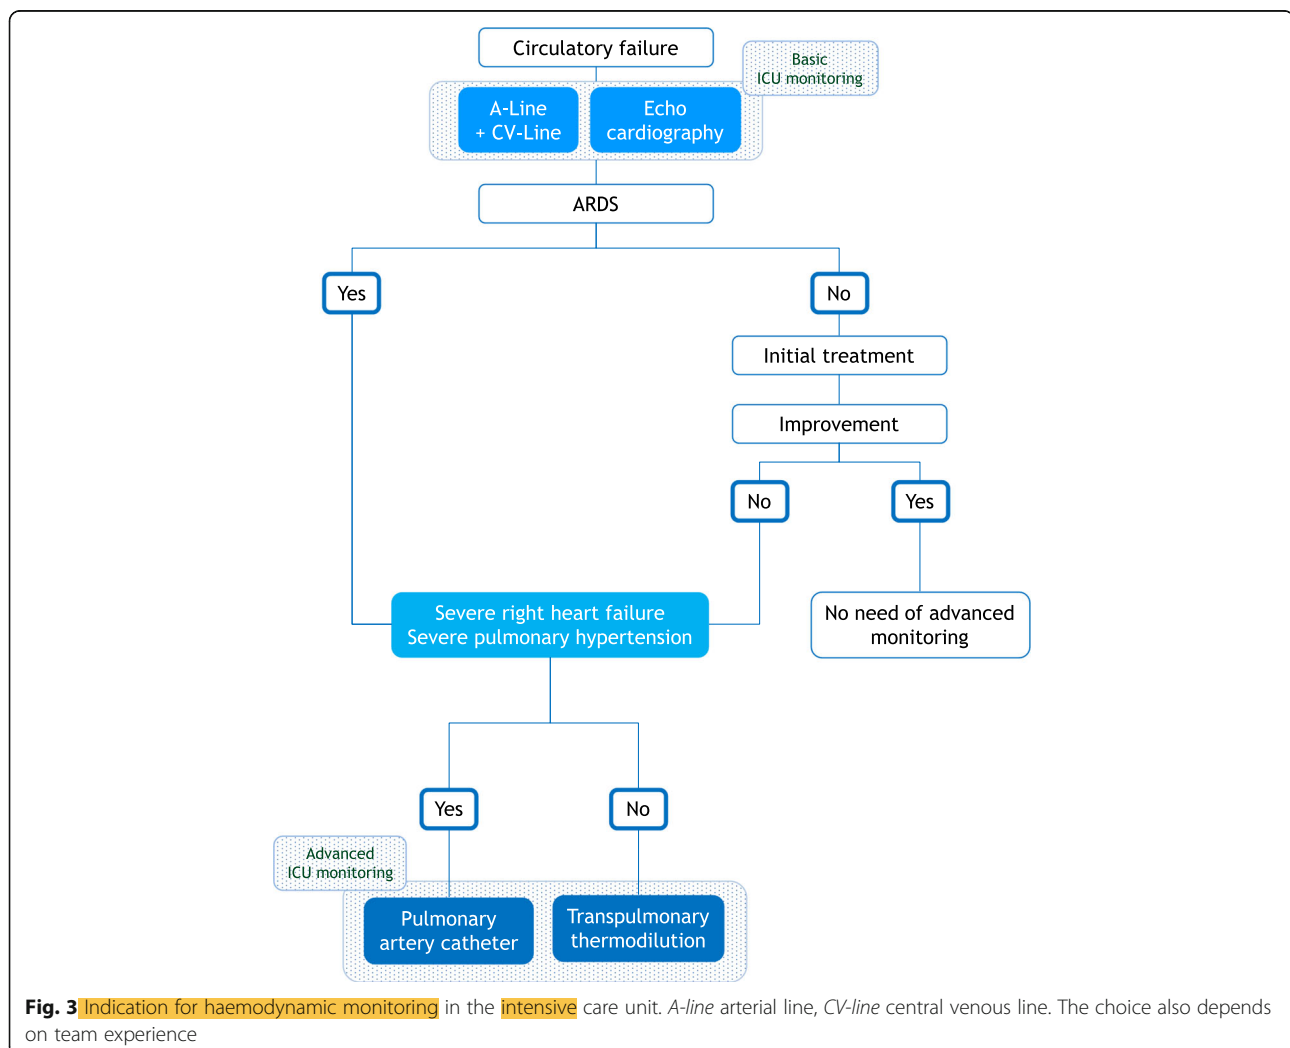 Circulatory failure
Basic
ICU monitoring
A-Line
+ CV-Line
Echo
cardiography
ARDS
Yes
No
Initial treatment
Improvement
No
Yes
Severe right heart failure
Severe pulmonary hypertension
No need of advanced
monitoring
Yes
No
Advanced
ICU monitoring
Pulmonary
artery catheter
Transpulmonary
thermodilution
Fig. 3 Indication for haemodynamic monitoring in the intensive care unit. A-line arterial line, CV-line central venous line. The choice also depends
on team experience